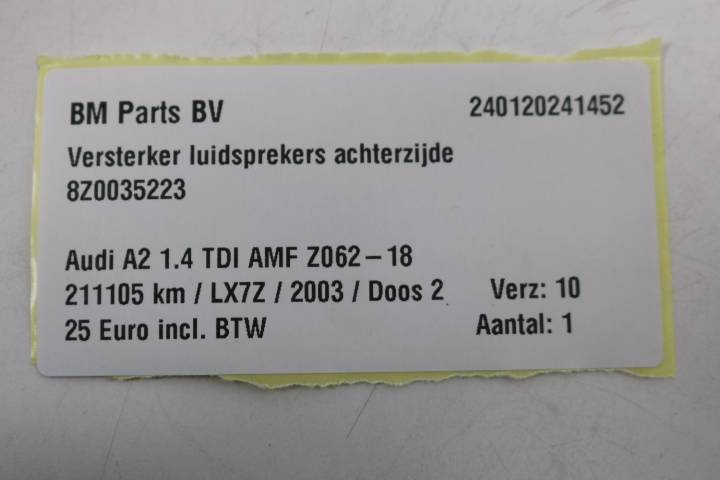 BM Parts BV 240120241452
Versterker luidsprekers achterzijde
8Z0035223
Audi A2 1.4 TDI AMF Z062-18
211105 km / LX7Z / 2003 / Doos 2 Verz: 10
25 Euro incl. BTW Aantal: 1